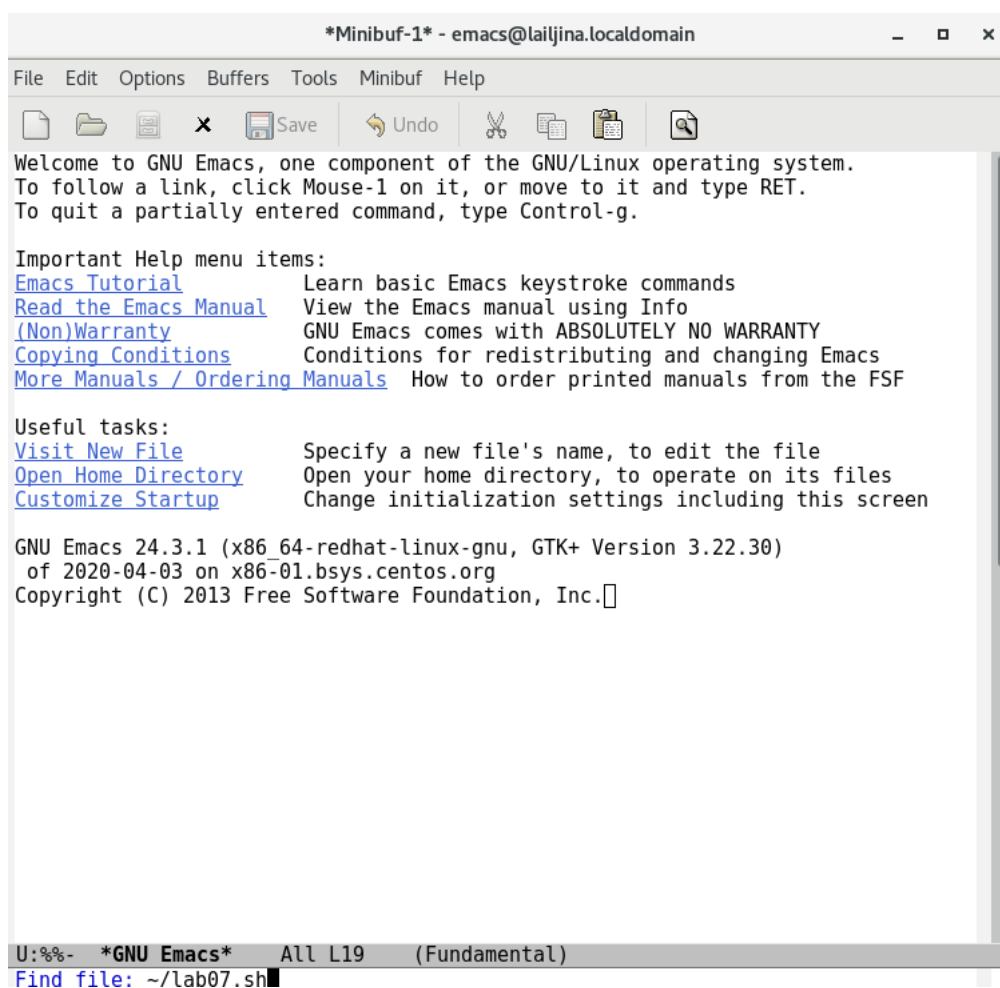 *Minibuf-1* - emacs@lailjina.localdomain
File Edit Options Buffers Tools Minibuf Help
Save Undo
Welcome to GNU Emacs, one component of the GNU/Linux operating system.
To follow a link, click Mouse-1 on it, or move to it and type RET.
To quit a partially entered command, type Control-g.
Important Help menu items:
Emacs Tutorial Learn basic Emacs keystroke commands
Read the Emacs Manual View the Emacs manual using Info
(Non)Warranty GNU Emacs comes with ABSOLUTELY NO WARRANTY
Copying Conditions Conditions for redistributing and changing Emacs
More Manuals / Ordering Manuals How to order printed manuals from the FSF
Useful tasks:
Visit New File Specify a new file's name, to edit the file
Open Home Directory Open your home directory, to operate on its files
Customize Startup Change initialization settings including this screen
GNU Emacs 24.3.1 (x86_64-redhat-linux-gnu, GTK+ Version 3.22.30)
of 2020-04-03 on x86-01.bsys.centos.org
Copyright (C) 2013 Free Software Foundation, Inc.
U:%%- *GNU Emacs* All L19 (Fundamental)
Find file: ~/lab07.sh